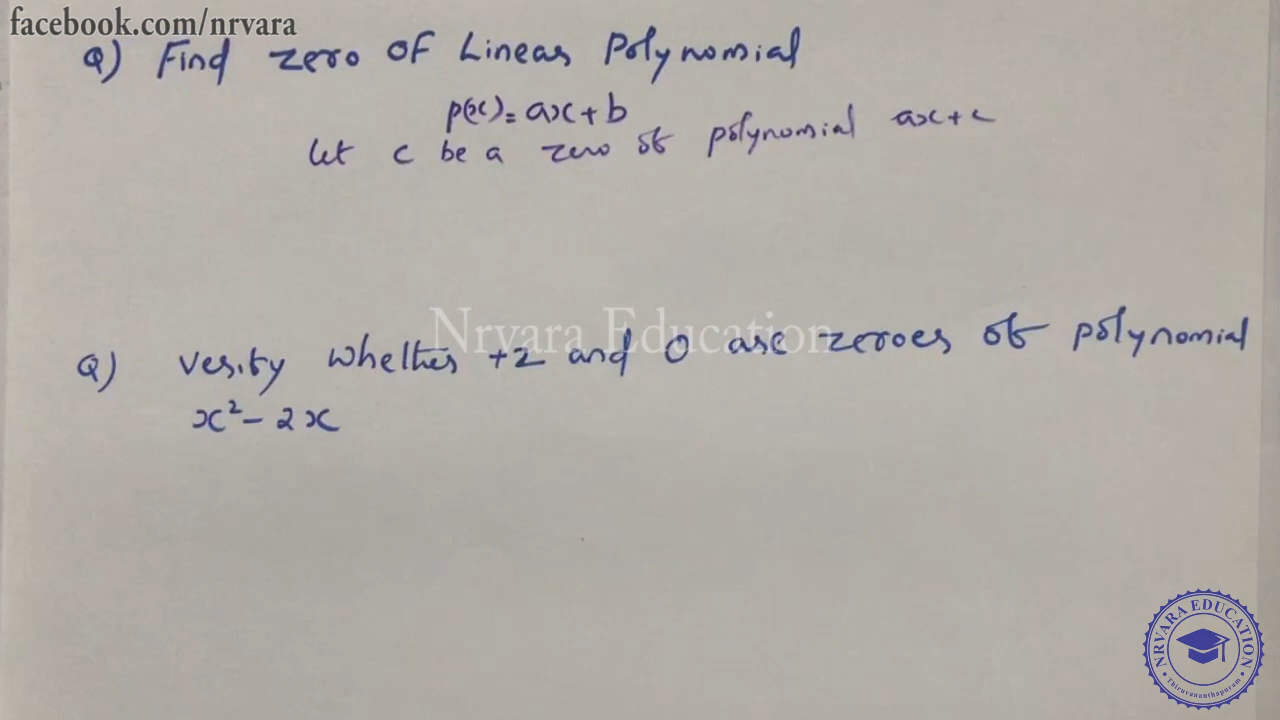 facebook.com/nrvara
Q) Find zero of Linear Polynomial
p(x) = ax + b
let c be a zero of polynomial ax + c
Nrvara Education
Q) verify whether +2 and 0 are zeroes of polynomial
x² - 2x
NRVARA EDUCATION
• Thiruvananthapuram •